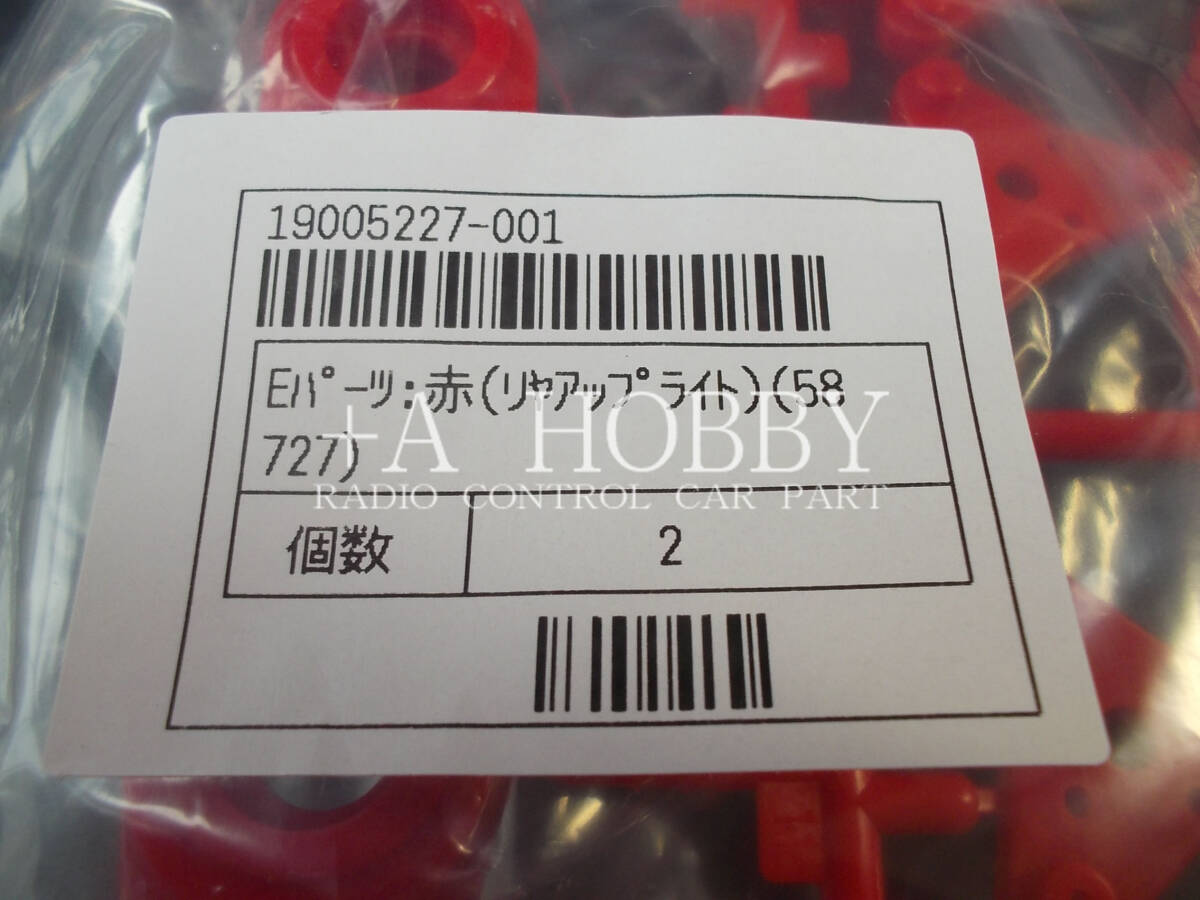 19005227-001
Eﾊﾟｰﾂ:赤(ﾘﾔｱｯﾌﾟﾗｲﾄ)(58
727)
+A HOBBY
RADIO CONTROL CAR PART
個数 2